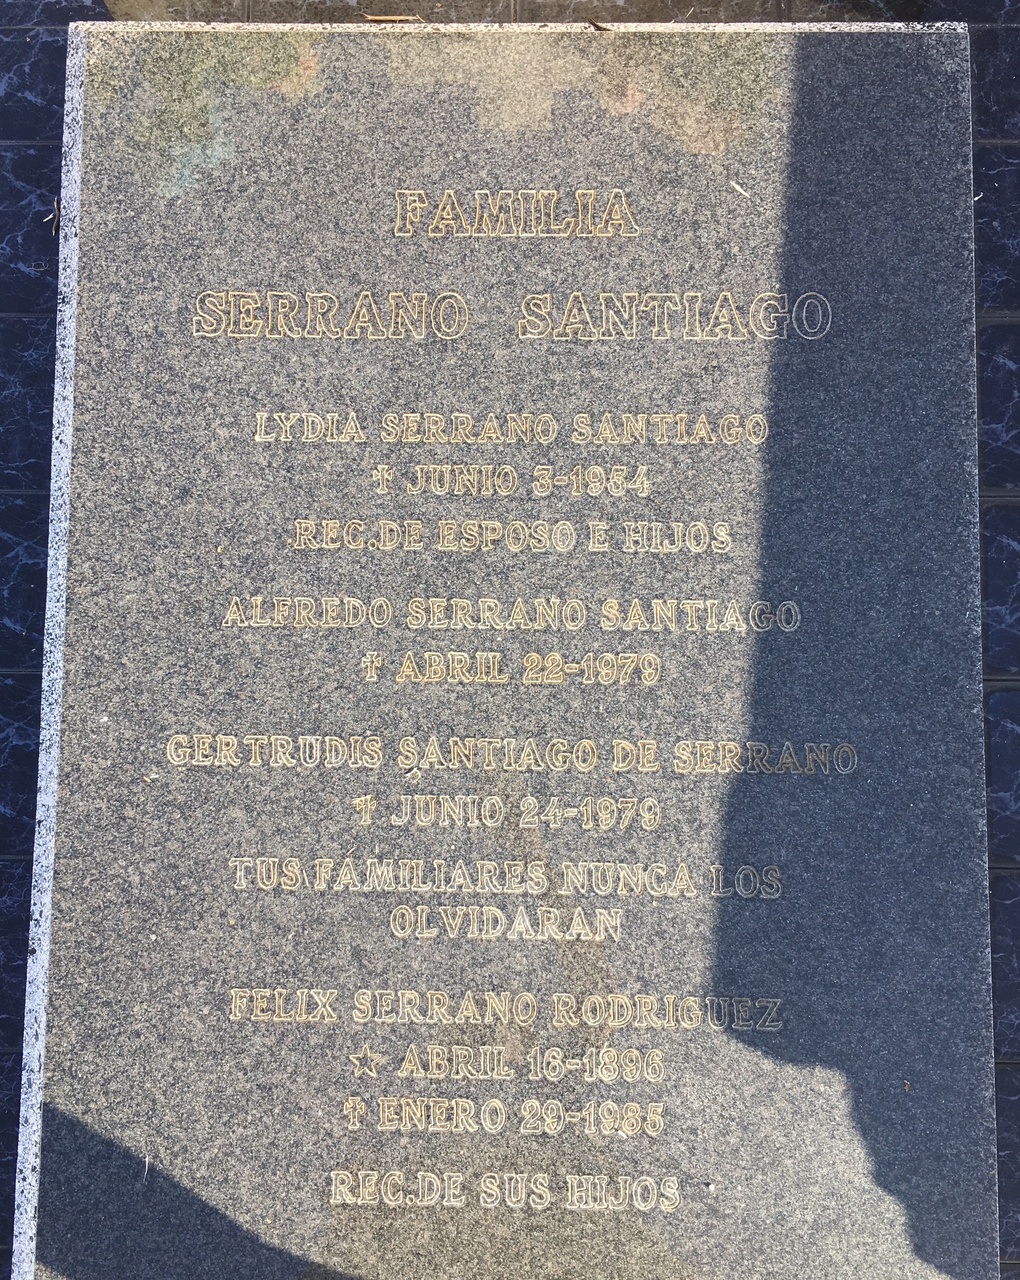 FAMILIA
SERRANO SANTIAGO
LYDIA SERRANO SANTIAGO
✝ JUNIO 3-1954
REC.DE ESPOSO E HIJOS
ALFREDO SERRANO SANTIAGO
✝ ABRIL 22-1979
GERTRUDIS SANTIAGO DE SERRANO
✝ JUNIO 24-1979
TUS FAMILIARES NUNCA LOS
OLVIDARAN
FELIX SERRANO RODRIGUEZ
☆ ABRIL 16-1896
✝ ENERO 29-1985
REC.DE SUS HIJOS